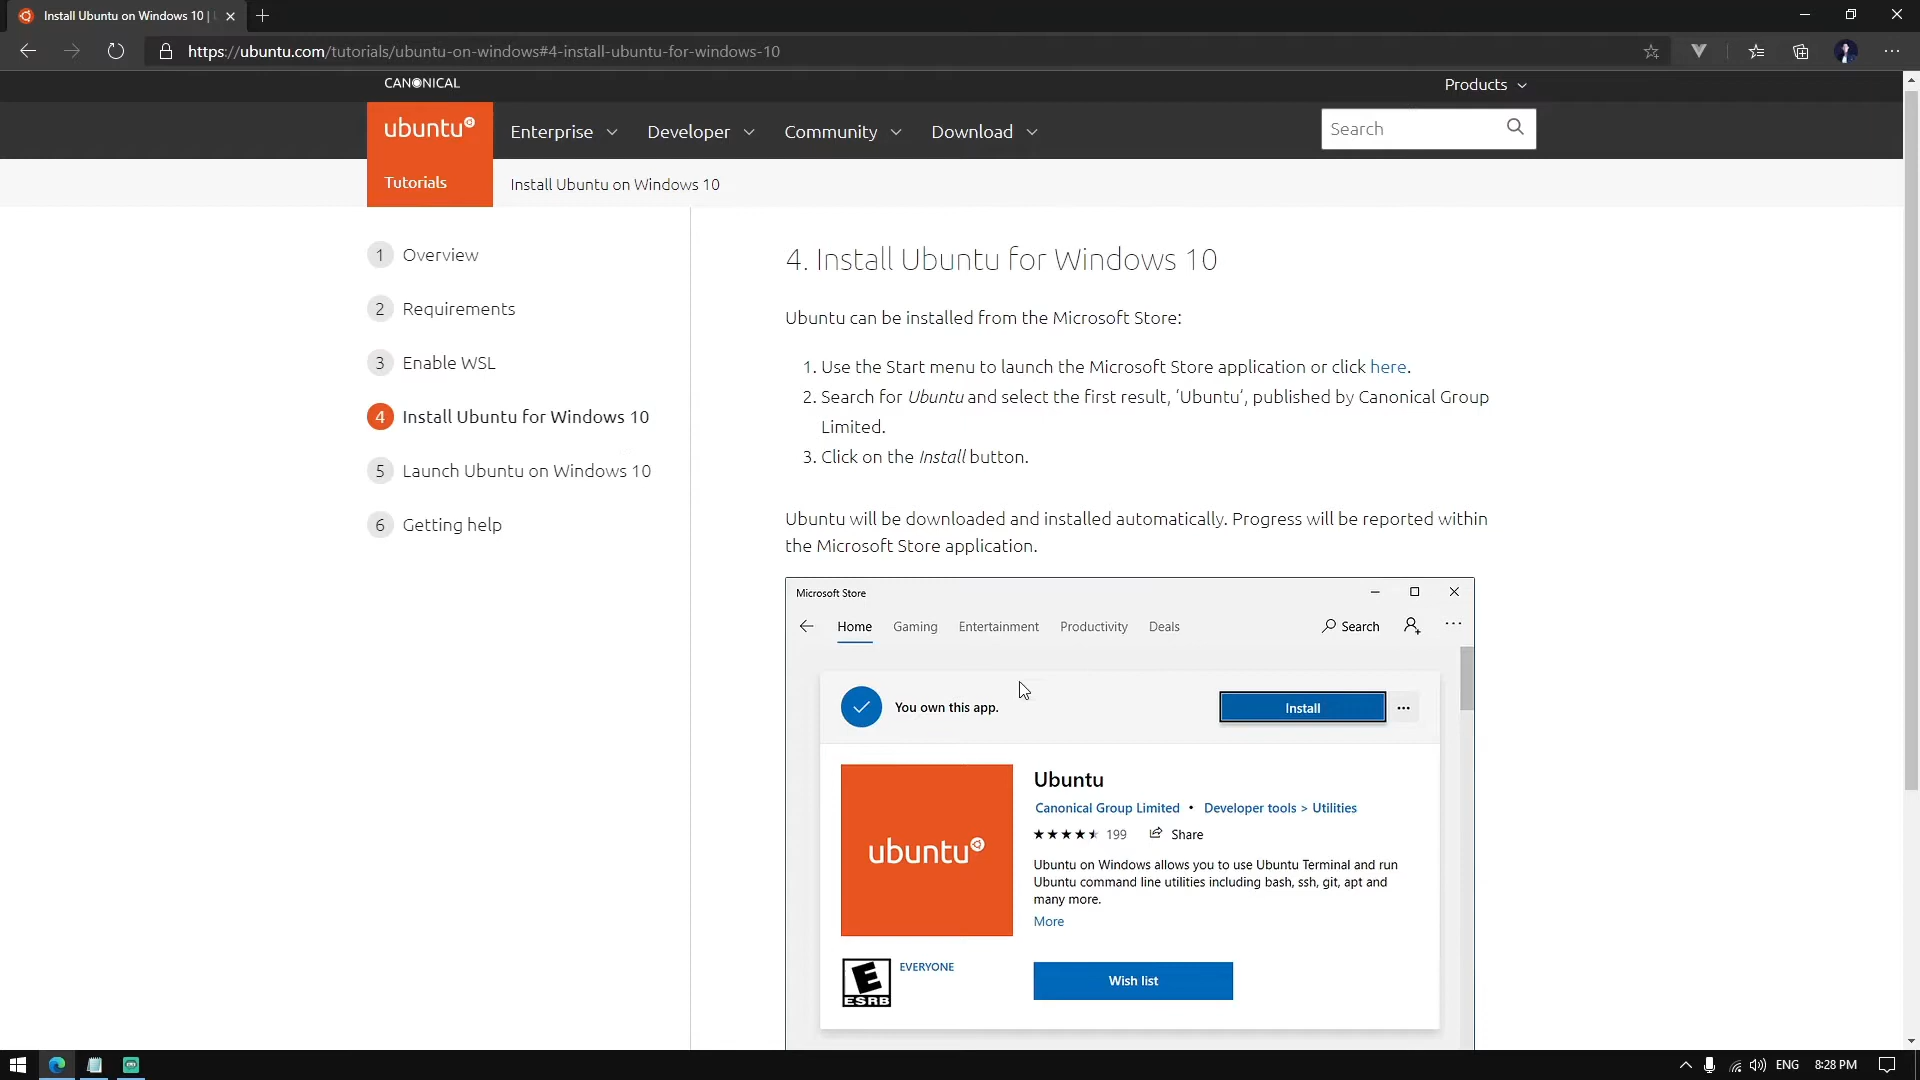 Install Ubuntu on Windows 10 |
https://ubuntu.com/tutorials/ubuntu-on-windows#4-install-ubuntu-for-windows-10
CANONICAL
Products
ubuntu
Enterprise
Developer
Community
Download
Search
Tutorials
Install Ubuntu on Windows 10
1 Overview
2 Requirements
3 Enable WSL
4 Install Ubuntu for Windows 10
5 Launch Ubuntu on Windows 10
6 Getting help
4. Install Ubuntu for Windows 10
Ubuntu can be installed from the Microsoft Store:
1. Use the Start menu to launch the Microsoft Store application or click here.
2. Search for Ubuntu and select the first result, ‘Ubuntu’, published by Canonical Group
Limited.
3. Click on the Install button.
Ubuntu will be downloaded and installed automatically. Progress will be reported within
the Microsoft Store application.
Microsoft Store
Home
Gaming
Entertainment
Productivity
Deals
Search
You own this app.
Install
ubuntu
Ubuntu
Canonical Group Limited • Developer tools > Utilities
199
Share
Ubuntu on Windows allows you to use Ubuntu Terminal and run
Ubuntu command line utilities including bash, ssh, git, apt and
many more.
More
E
ESRB
EVERYONE
Wish list
ENG
8:28 PM